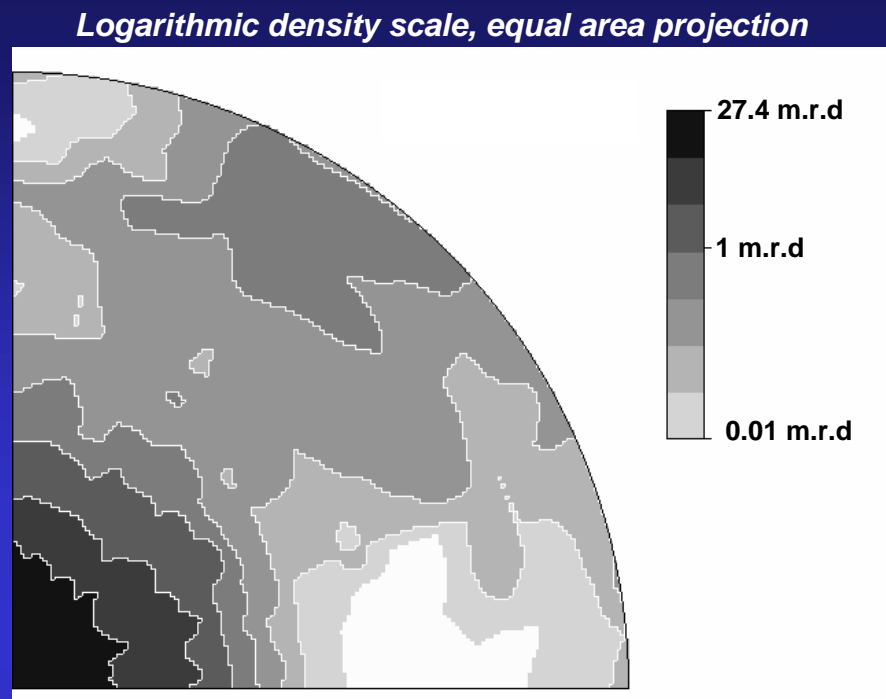 Logarithmic density scale, equal area projection
27.4 m.r.d
1 m.r.d
0.01 m.r.d